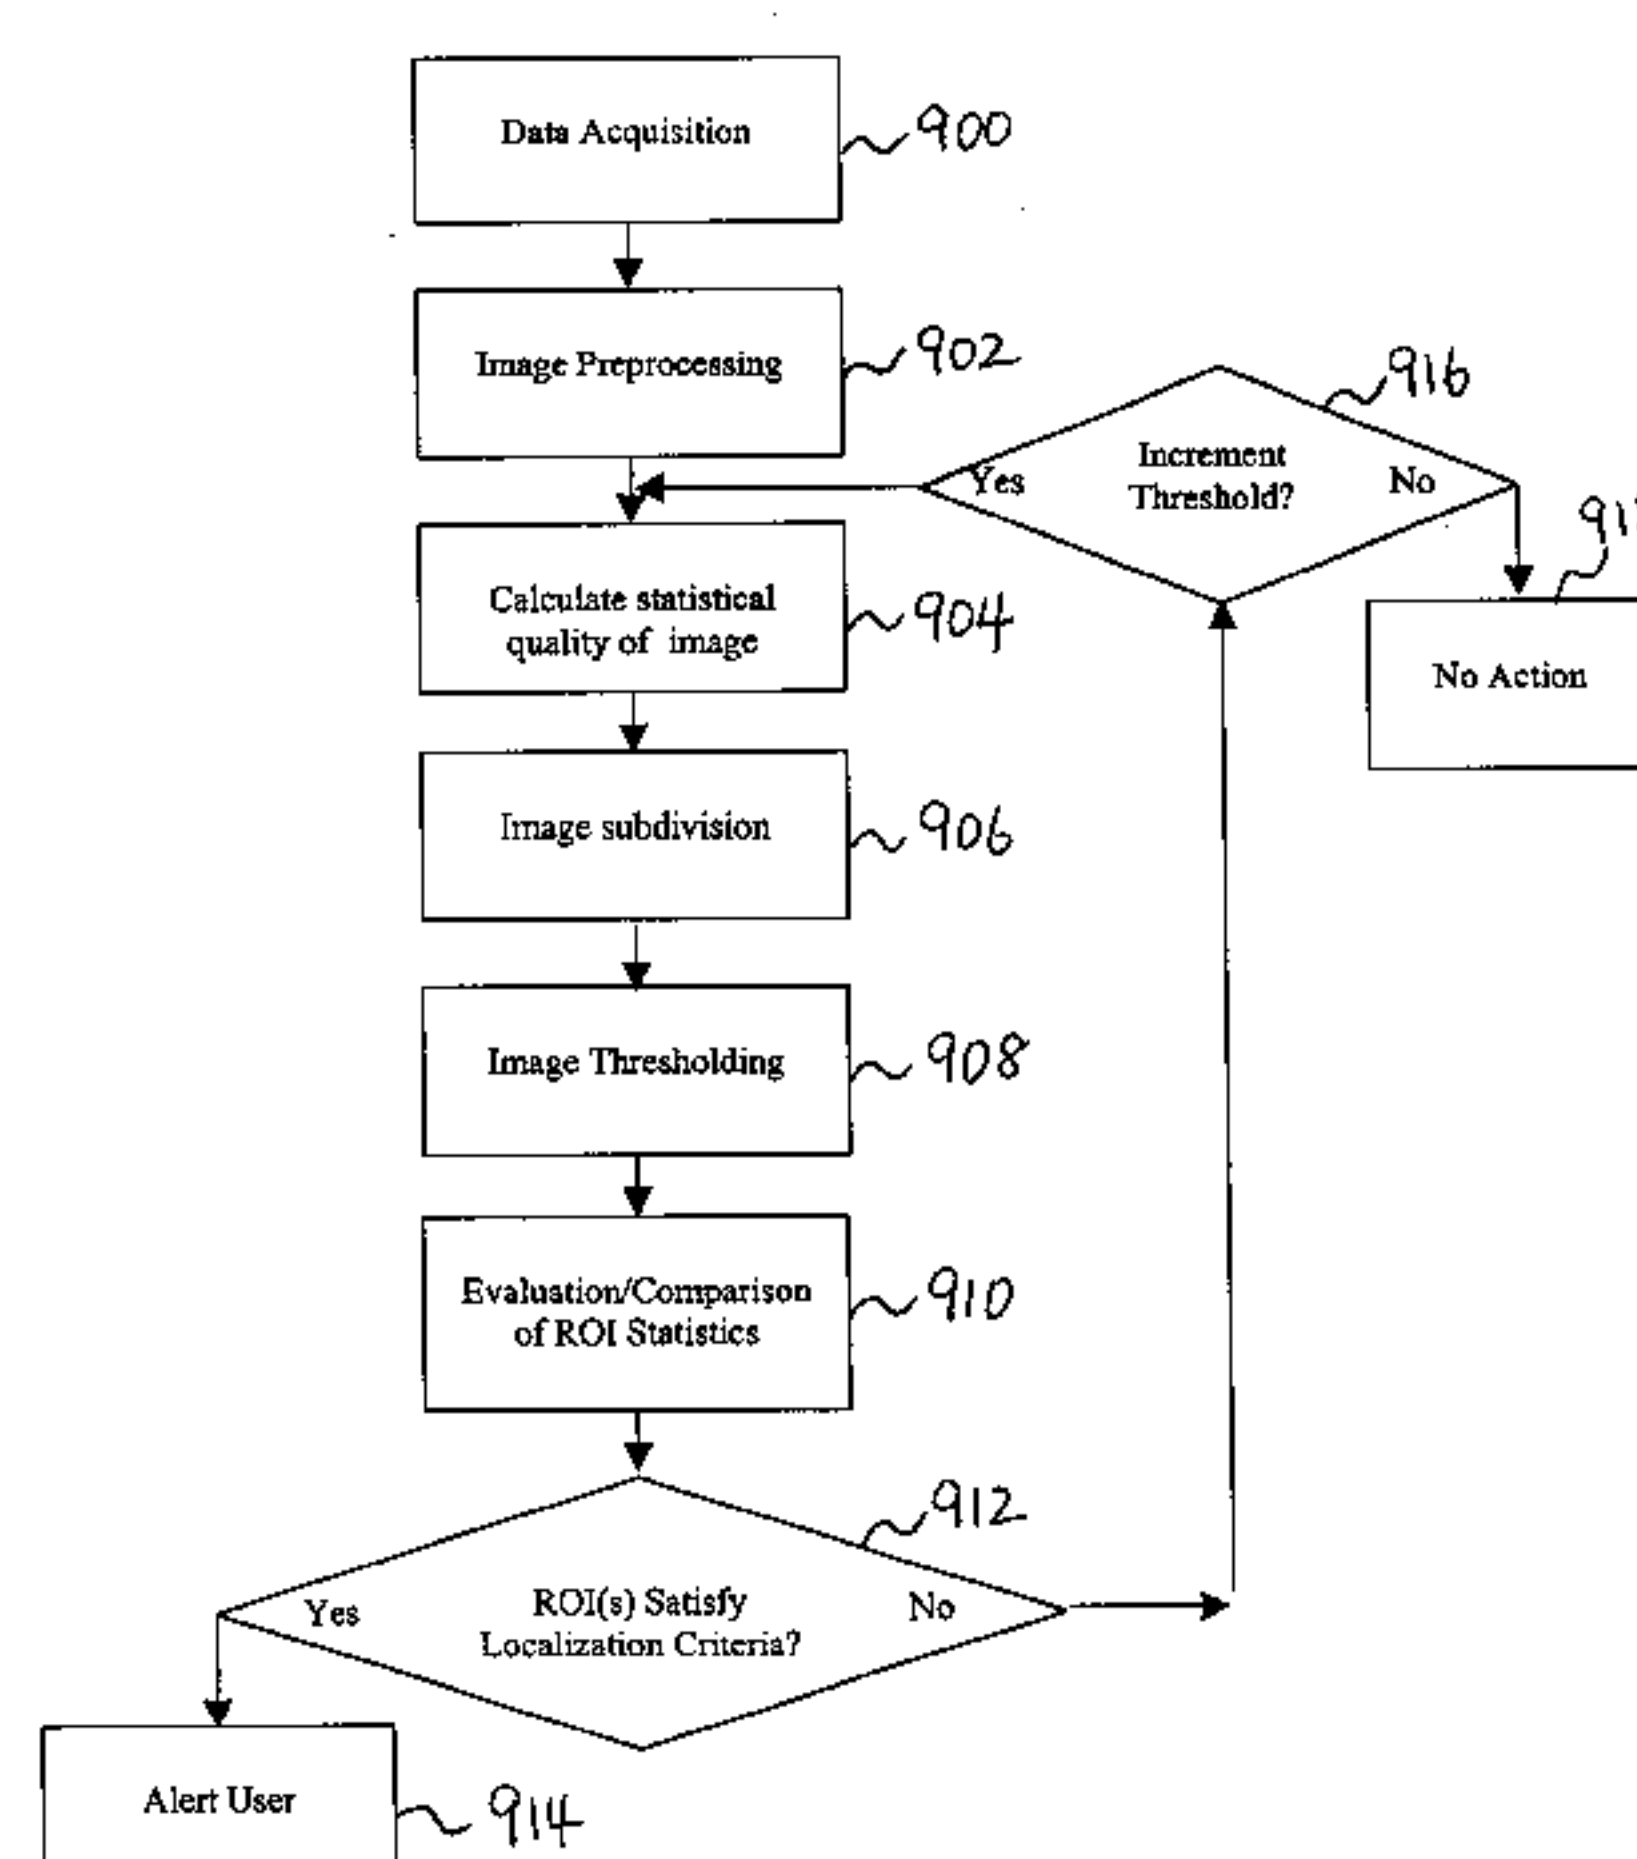 Data Acquisition
900
Image Preprocessing
902
916
Increment
Threshold?
Yes
No
Calculate statistical
quality of image
904
No Action
Image subdivision
906
Image Thresholding
908
Evaluation/Comparison
of ROI Statistics
910
912
ROI(s) Satisfy
Localization Criteria?
Yes
No
Alert User
914